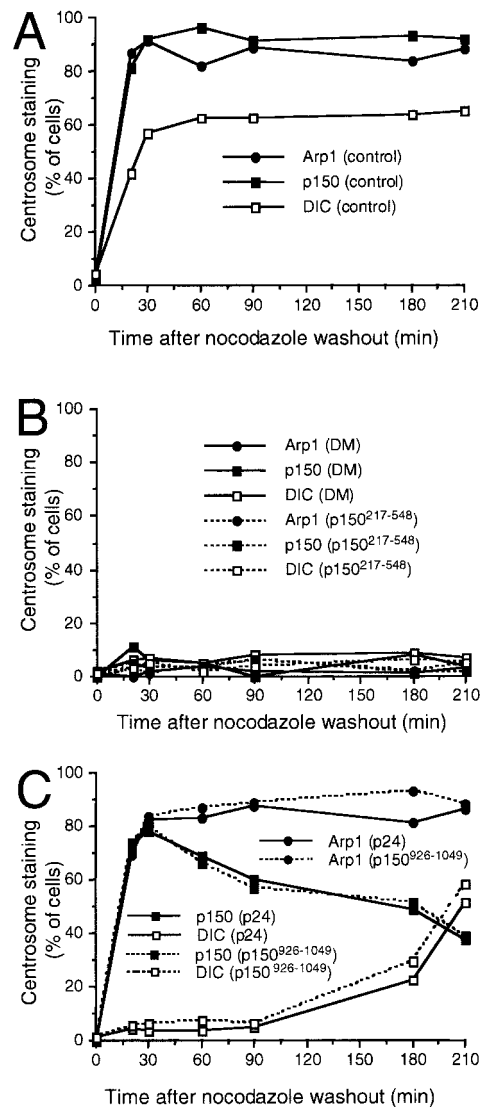 A
Centrosome staining
(% of cells)
100
80
60
40
20
0
Arp1 (control)
p150 (control)
DIC (control)
0 30 60 90 120 150 180 210
Time after nocodazole washout (min)
B
Centrosome staining
(% of cells)
100
80
60
40
20
0
Arp1 (DM)
p150 (DM)
DIC (DM)
Arp1 (p150217-548)
p150 (p150217-548)
DIC (p150217-548)
0 30 60 90 120 150 180 210
Time after nocodazole washout (min)
C
Centrosome staining
(% of cells)
100
80
60
40
20
0
Arp1 (p24)
Arp1 (p150926-1049)
p150 (p24)
DIC (p24)
p150 (p150926-1049)
DIC (p150926-1049)
0 30 60 90 120 150 180 210
Time after nocodazole washout (min)